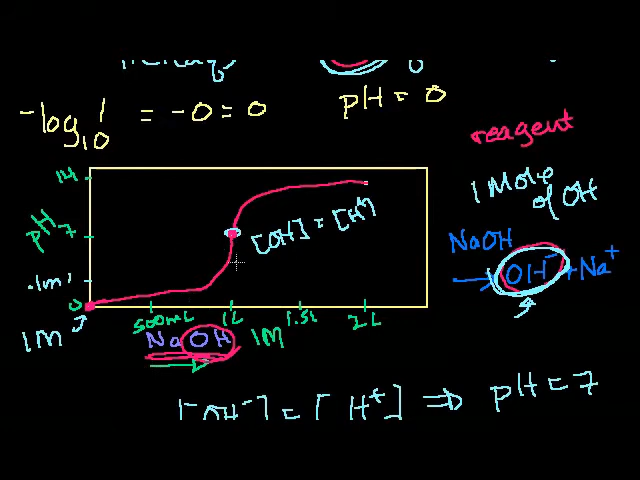 -log₁₀ 1 = -0 = 0
pH = 0
reagent
1 Mole
of OH
NaOH
OH⁻ + Na⁺
14
pH 7
.1M
0
1M
[OH] = [H⁺]
500mL 1L 1.5L 2L
NaOH 1M
[OH⁻] = [H⁺] ⇒ pH = 7